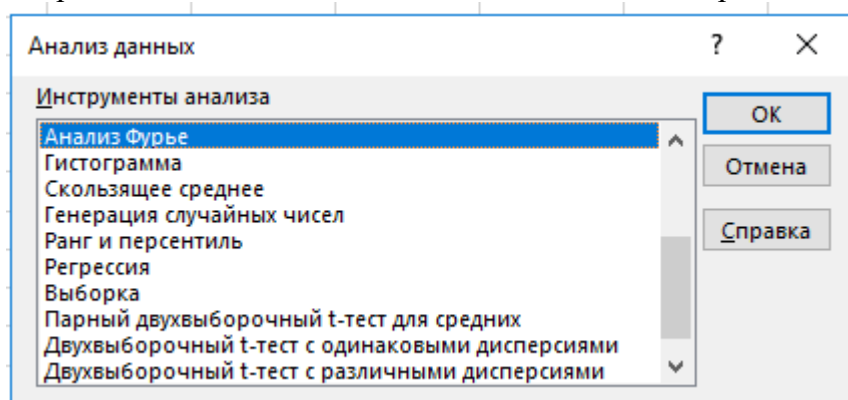 Анализ данных
?
Инструменты анализа
Анализ Фурье
Гистограмма
Скользящее среднее
Генерация случайных чисел
Ранг и персентиль
Регрессия
Выборка
Парный двухвыборочный t-тест для средних
Двухвыборочный t-тест с одинаковыми дисперсиями
Двухвыборочный t-тест с различными дисперсиями
ОК
Отмена
Справка